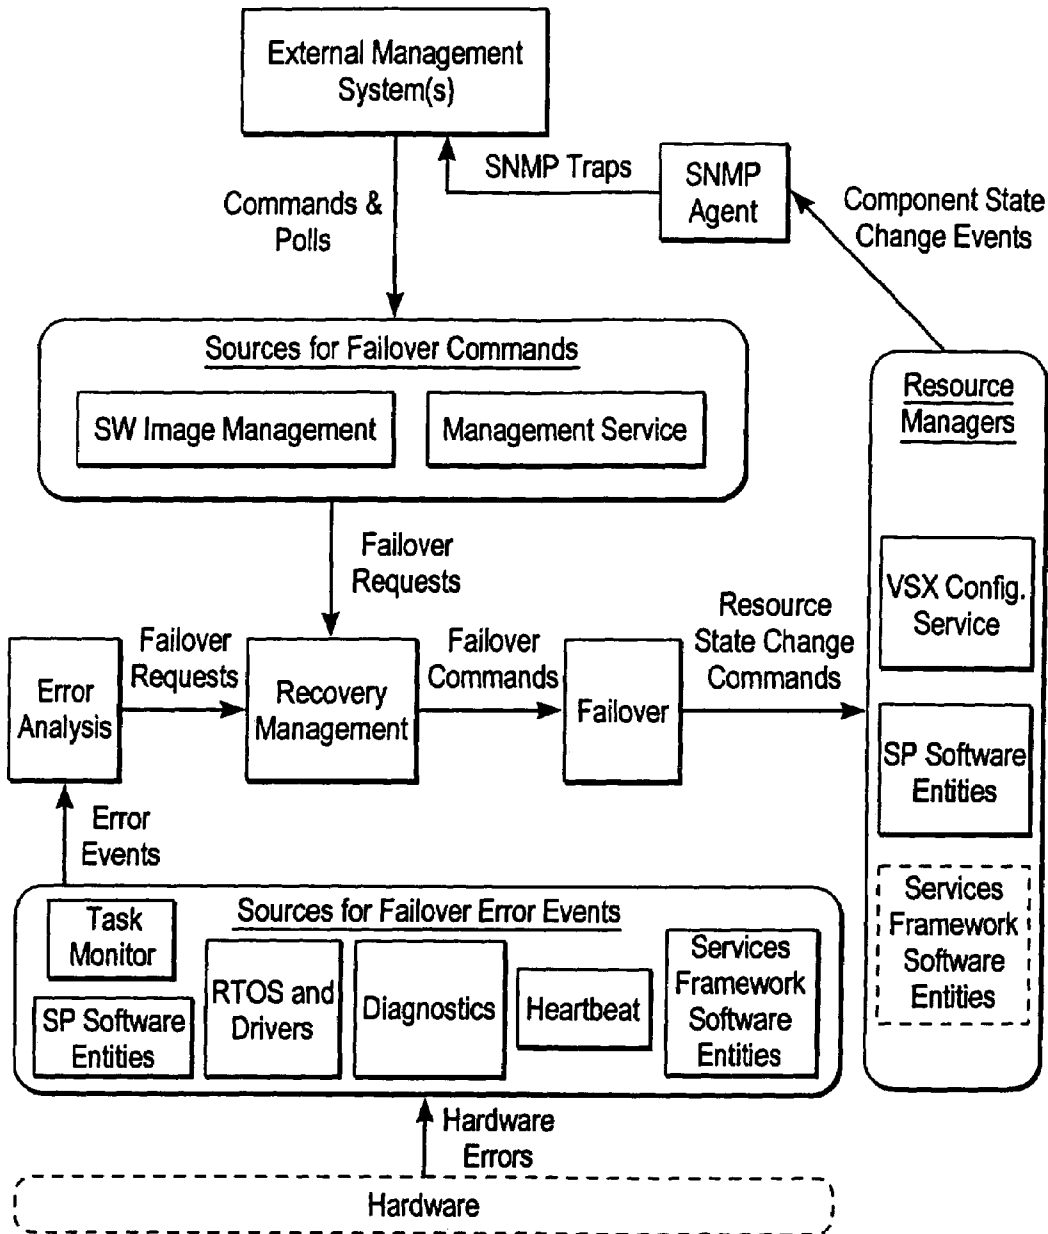 External Management
System(s)
SNMP Traps
SNMP
Agent
Component State
Change Events
Commands &
Polls
Sources for Failover Commands
SW Image Management
Management Service
Resource
Managers
VSX Config.
Service
SP Software
Entities
Services
Framework
Software
Entities
Failover
Requests
Error
Analysis
Failover
Requests
Recovery
Management
Failover
Commands
Failover
Resource
State Change
Commands
Error
Events
Sources for Failover Error Events
Task
Monitor
SP Software
Entities
RTOS and
Drivers
Diagnostics
Heartbeat
Services
Framework
Software
Entities
Hardware
Errors
Hardware